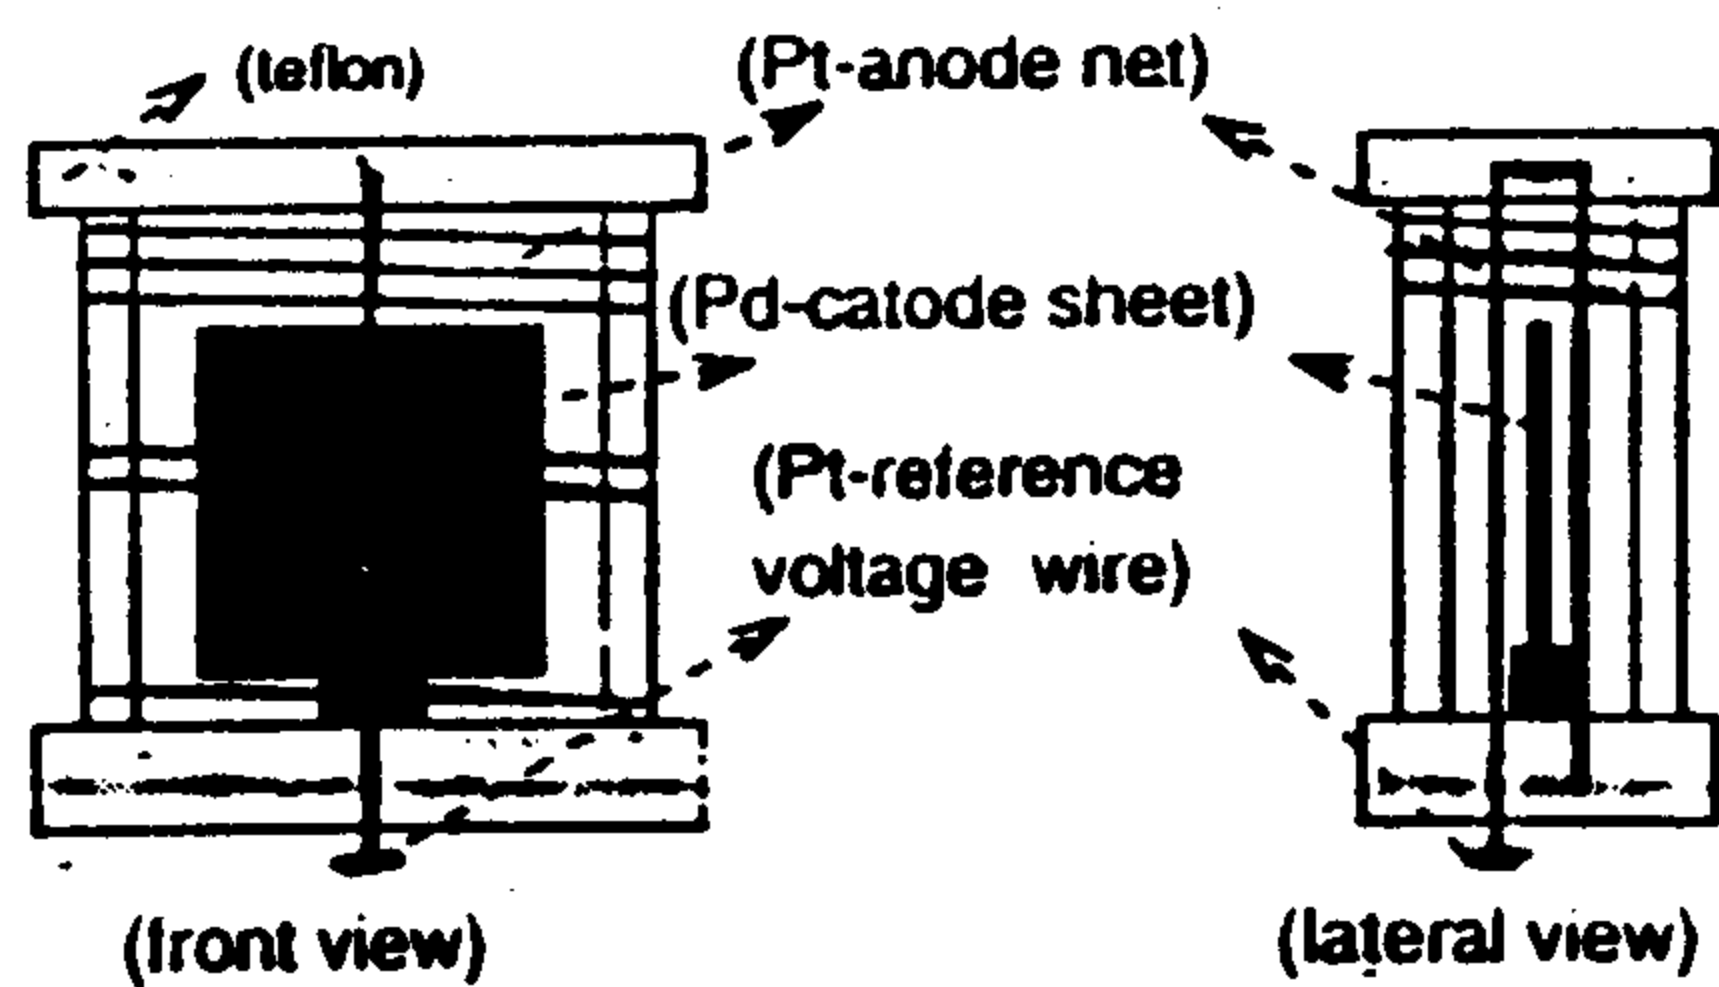 (teflon)
(Pt-anode net)
(Pd-catode sheet)
(Pt-reference
voltage wire)
(front view)
(lateral view)